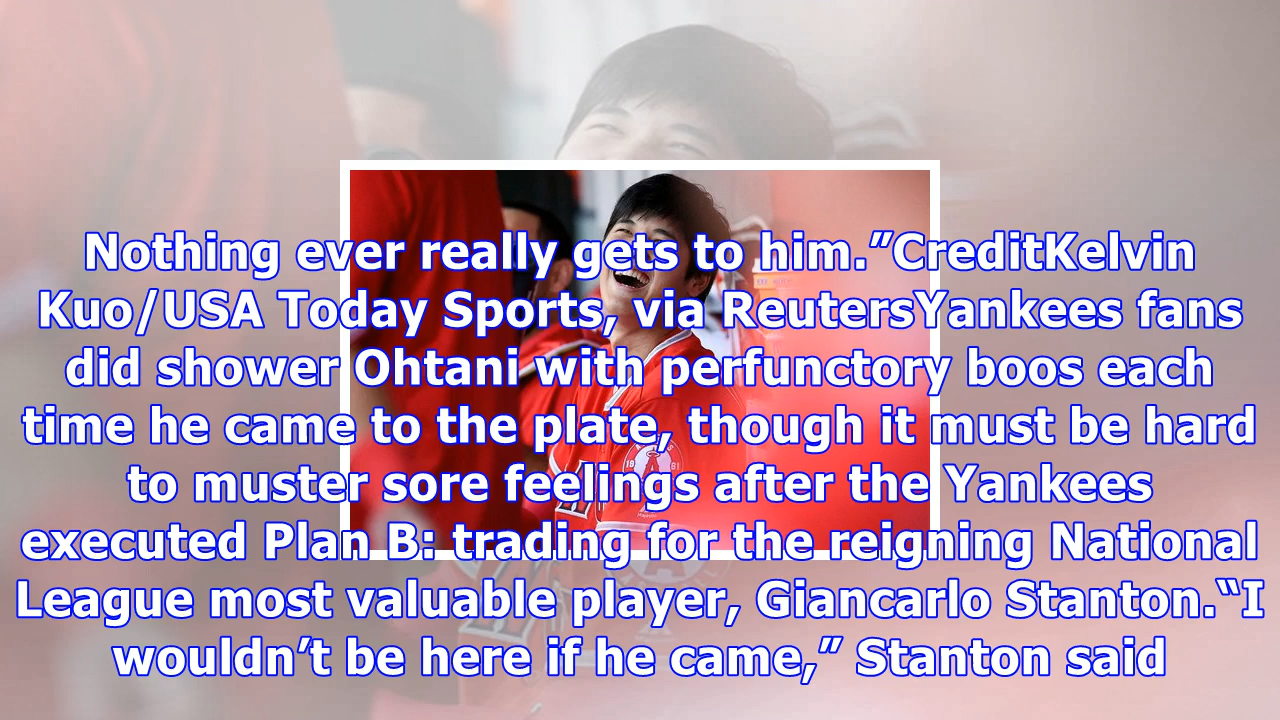 Nothing ever really gets to him.”CreditKelvin
Kuo/USA Today Sports, via ReutersYankees fans
did shower Ohtani with perfunctory boos each
time he came to the plate, though it must be hard
to muster sore feelings after the Yankees
executed Plan B: trading for the reigning National
League most valuable player, Giancarlo Stanton.“I
wouldn’t be here if he came,” Stanton said